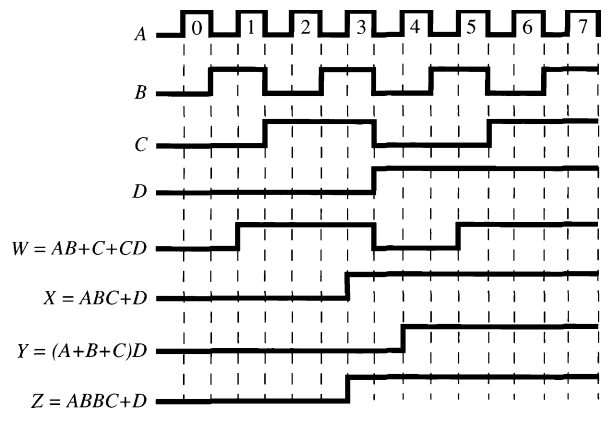 A 0 1 2 3 4 5 6 7
B
C
D
W = AB+C+CD
X = ABC+D
Y = (A+B+C)D
Z = ABBC+D